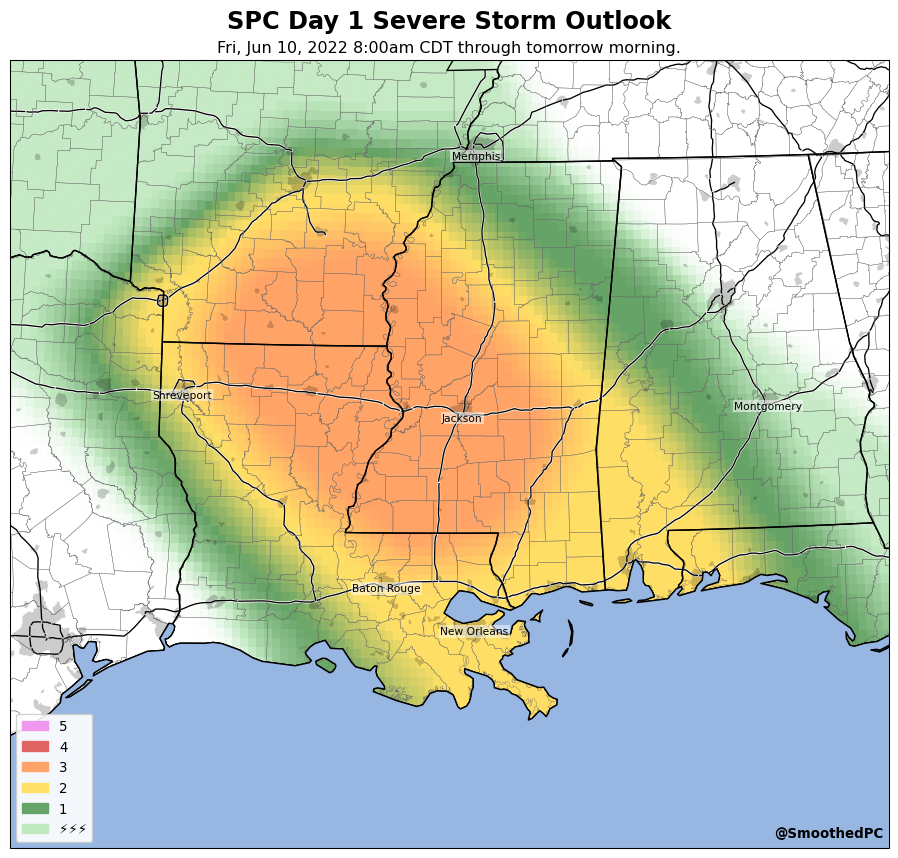 SPC Day 1 Severe Storm Outlook
Fri, Jun 10, 2022 8:00am CDT through tomorrow morning.
Memphis
Shreveport
Montgomery
Jackson
Baton Rouge
New Orleans
5
4
3
2
1
⚡⚡⚡
@SmoothedPC